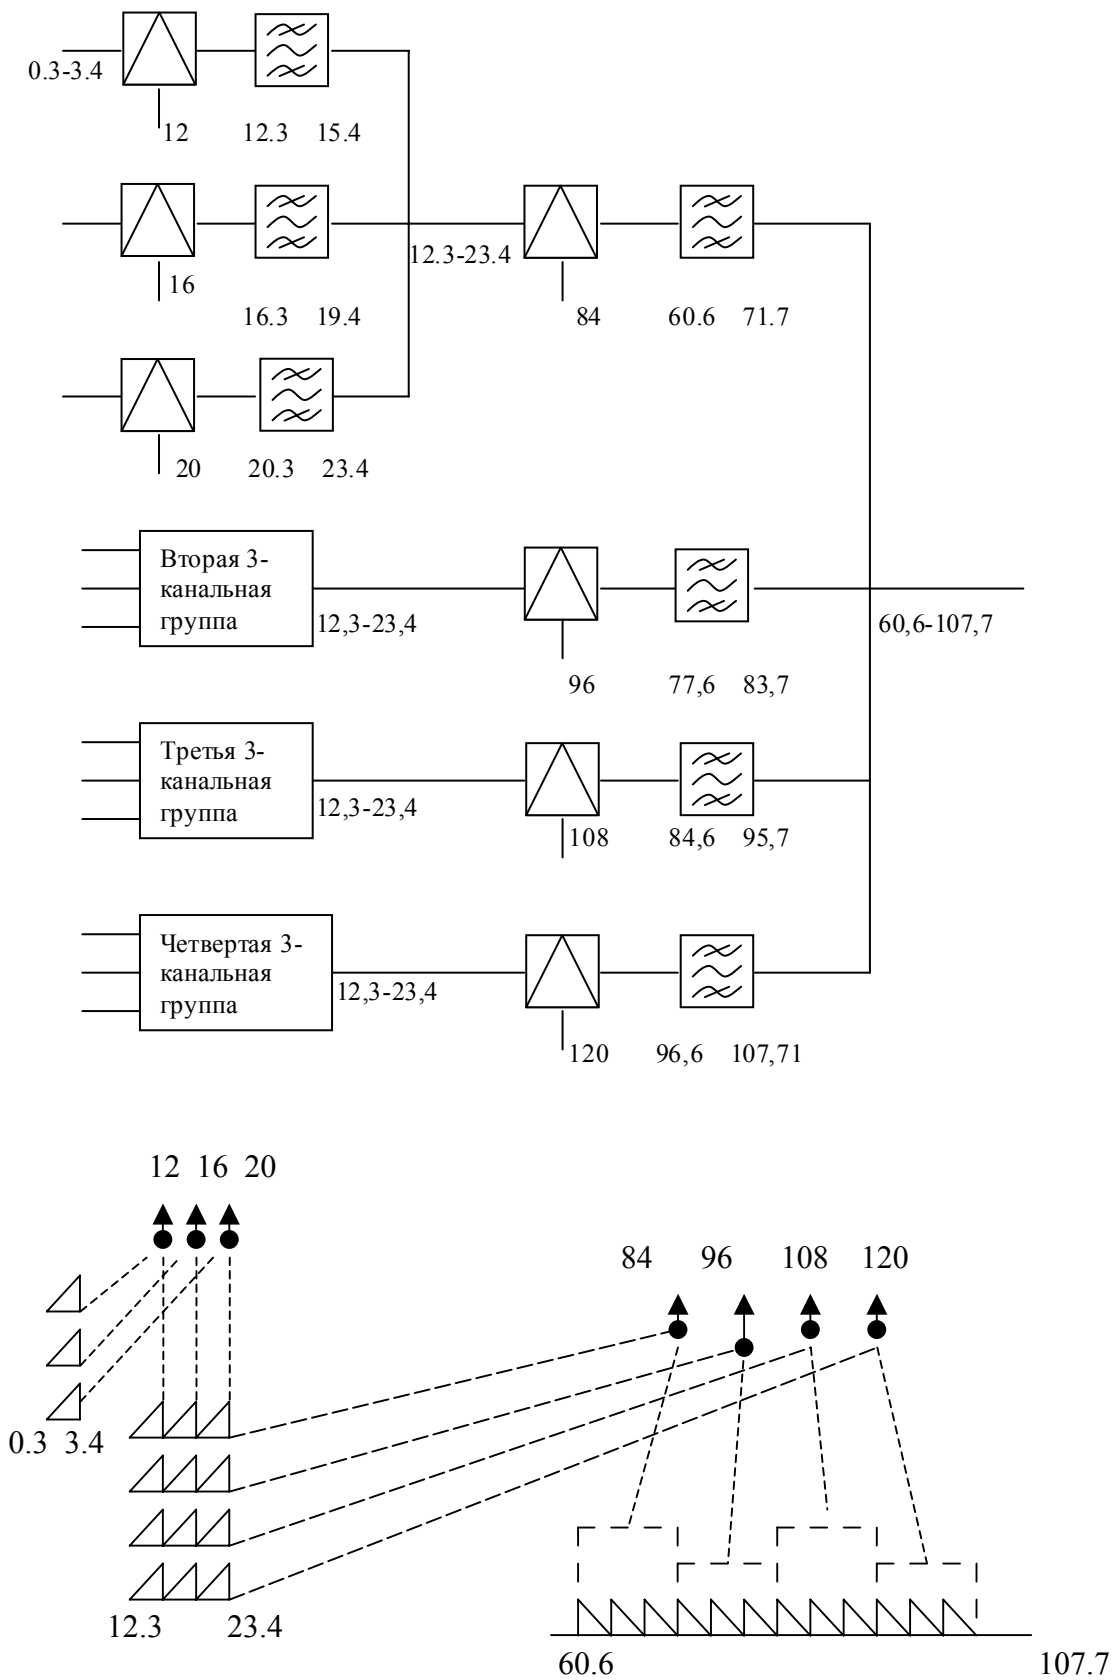 0.3-3.4
12 12.3 15.4
12.3-23.4
16
16.3 19.4 84 60.6 71.7
20 20.3 23.4
Вторая 3-
канальная
группа
12,3-23,4 60,6-107,7
96 77,6 83,7
Третья 3-
канальная
группа
12,3-23,4
108 84,6 95,7
Четвертая 3-
канальная
группа
12,3-23,4
120 96,6 107,71
12 16 20
84 96 108 120
0.3 3.4
12.3 23.4
60.6 107.7